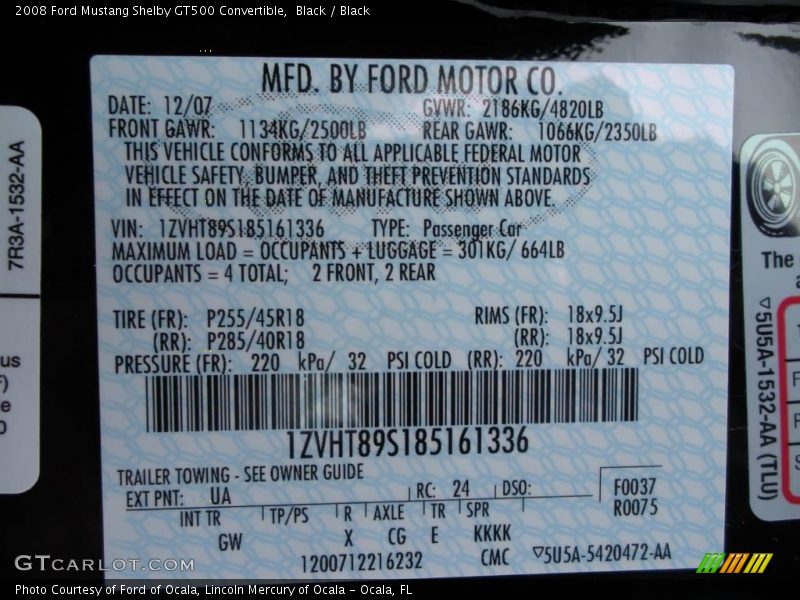 2008 Ford Mustang Shelby GT500 Convertible,  Black / Black
MFD. BY FORD MOTOR CO.
DATE: 12/07 GVWR: 2186KG/4820LB
FRONT GAWR: 1134KG/2500LB REAR GAWR: 1066KG/2350LB
THIS VEHICLE CONFORMS TO ALL APPLICABLE FEDERAL MOTOR
VEHICLE SAFETY, BUMPER, AND THEFT PREVENTION STANDARDS
IN EFFECT ON THE DATE OF MANUFACTURE SHOWN ABOVE.
VIN: 1ZVHT89S185161336 TYPE: Passenger Car
MAXIMUM LOAD = OCCUPANTS + LUGGAGE = 301KG/ 664LB
OCCUPANTS = 4 TOTAL; 2 FRONT, 2 REAR
TIRE (FR): P255/45R18 RIMS (FR): 18x9.5J
(RR): P285/40R18 (RR): 18x9.5J
PRESSURE (FR): 220 kPa/ 32 PSI COLD (RR): 220 kPa/ 32 PSI COLD
1ZVHT89S185161336
TRAILER TOWING - SEE OWNER GUIDE
EXT PNT: UA RC: 24 DSO: F0037
R0075
INT TR TP/PS R AXLE TR SPR
GW X CG E KKKK
1200712216232 CMC ▽5U5A-5420472-AA
7R3A-1532-AA
The
▽5U5A-1532-AA (TLU)
GTCARLOT.COM
Photo Courtesy of Ford of Ocala, Lincoln Mercury of Ocala - Ocala, FL